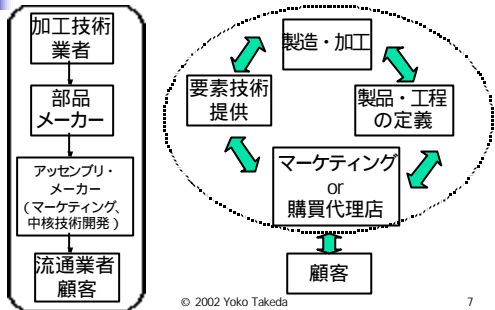 加工技術
業者
部品
メーカー
アッセンブリ・
メーカー
(マーケティング、
中核技術開発)
流通業者
顧客
製造・加工
要素技術
提供
製品・工程
の定義
マーケティング
or
購買代理店
顧客
© 2002 Yoko Takeda
7